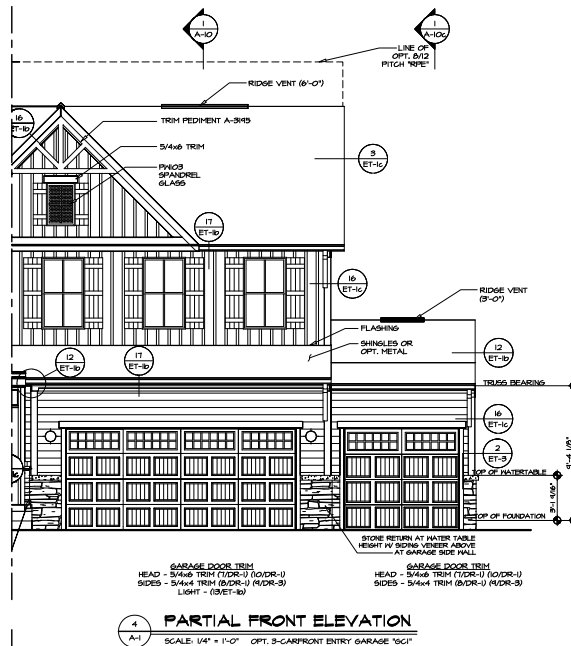 1
A-10
1
A-10c
LINE OF
OPT. 8/12
PITCH "RPE"
RIDGE VENT (6'-0")
16
ET-1b
TRIM PEDIMENT A-3195
5/4x6 TRIM
PW103
SPANDREL
GLASS
3
ET-1c
17
ET-1b
16
ET-1c
RIDGE VENT
(3'-0")
FLASHING
SHINGLES OR
OPT. METAL
12
ET-1b
12
ET-1b
17
ET-1b
TRUSS BEARING
16
ET-1c
2
ET-3
9'-4 1/8"
TOP OF WATERTABLE
3'-1 9/16"
TOP OF FOUNDATION
STONE RETURN AT WATER TABLE
HEIGHT W/ SIDING VENEER ABOVE
AT GARAGE SIDE WALL
GARAGE DOOR TRIM
HEAD - 5/4x6 TRIM (7/DR-1) (10/DR-1)
SIDES - 5/4x4 TRIM (8/DR-1) (9/DR-3)
LIGHT - (13/ET-1b)
GARAGE DOOR TRIM
HEAD - 5/4x6 TRIM (7/DR-1) (10/DR-1)
SIDES - 5/4x4 TRIM (8/DR-1) (9/DR-3)
4
A-1
PARTIAL FRONT ELEVATION
SCALE: 1/4" = 1'-0" OPT. 3-CARFRONT ENTRY GARAGE "GC1"